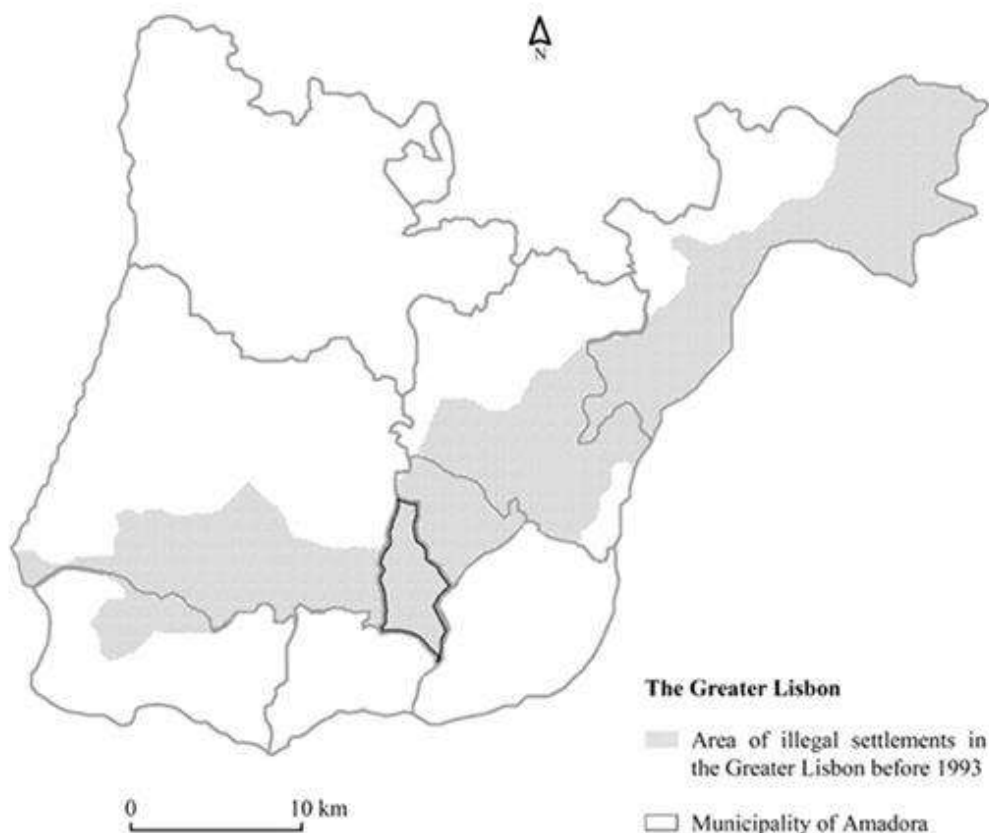 N
The Greater Lisbon
Area of illegal settlements in
the Greater Lisbon before 1993
0 10 km
Municipality of Amadora